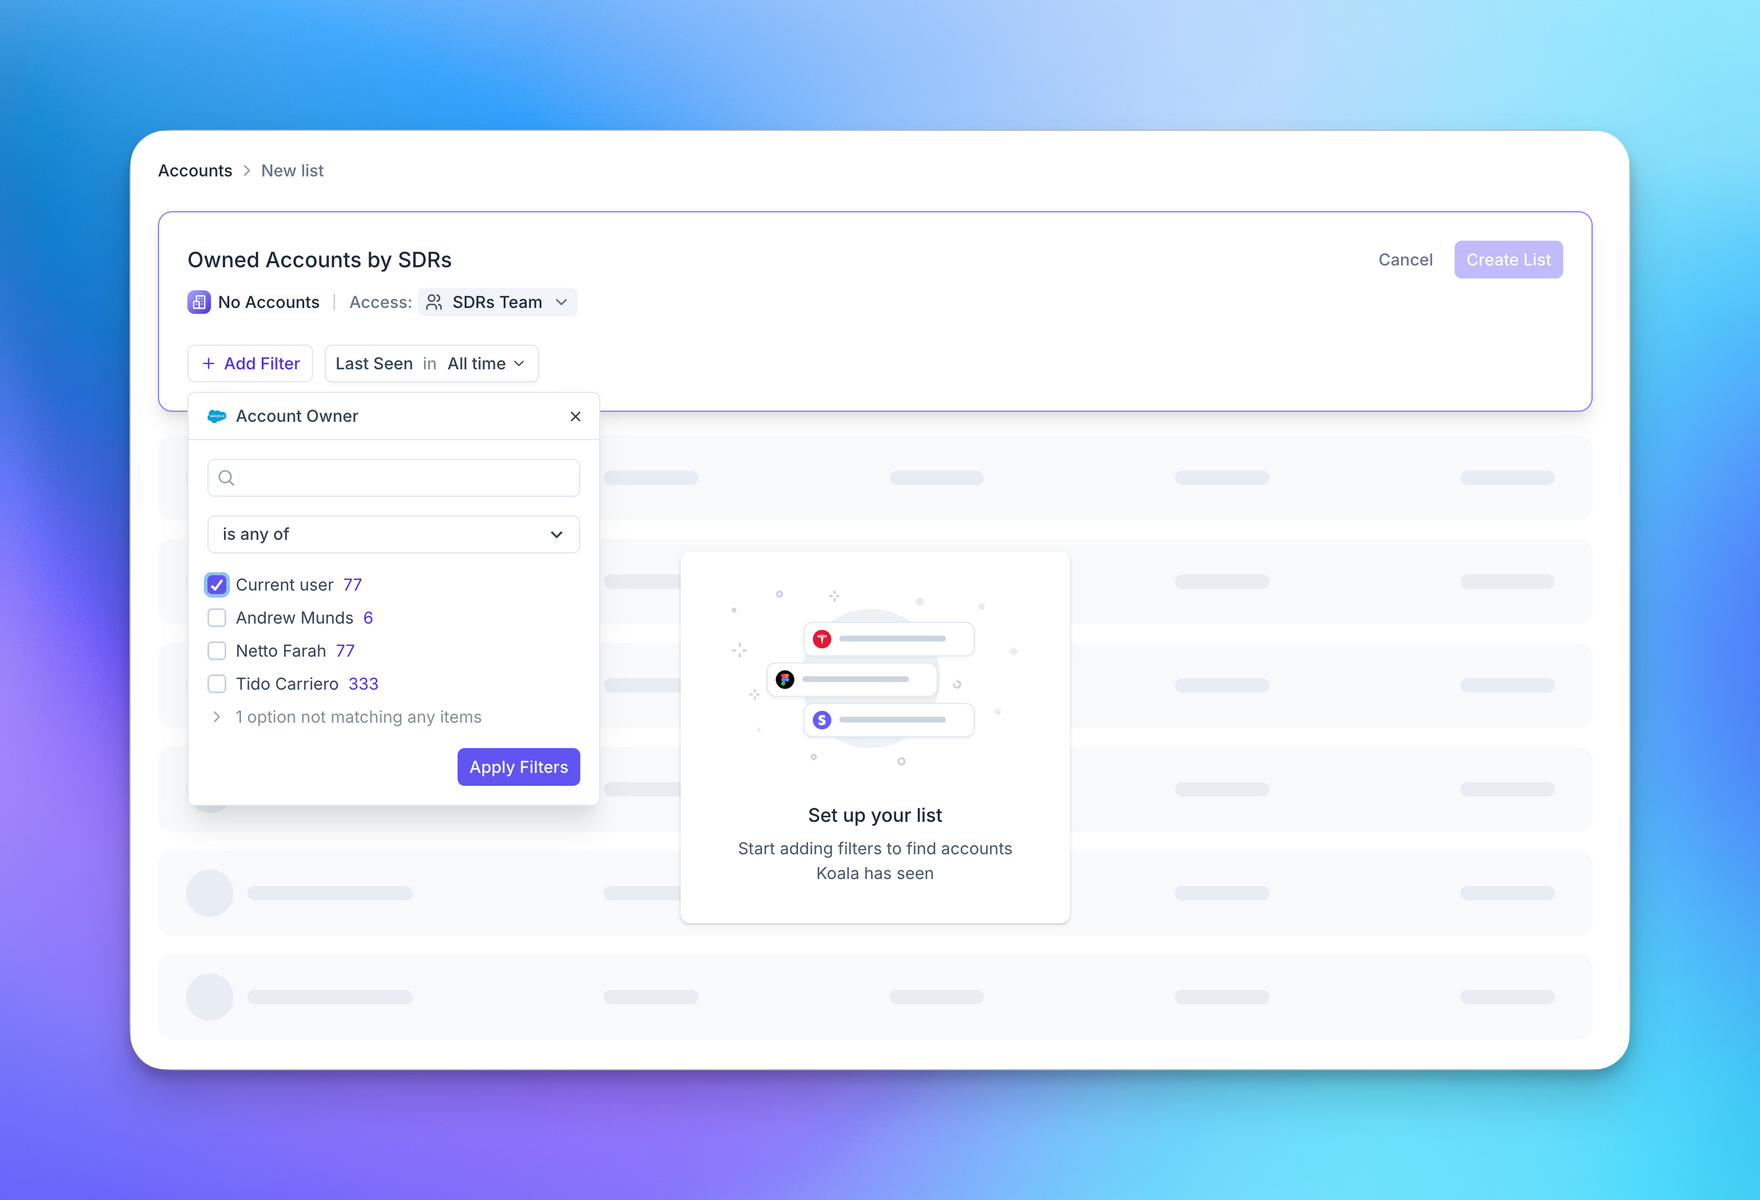 Accounts > New list
Owned Accounts by SDRs
Cancel
Create List
No Accounts | Access: SDRs Team
+ Add Filter
Last Seen in All time
Account Owner
is any of
Current user 77
Andrew Munds 6
Netto Farah 77
Tido Carriero 333
1 option not matching any items
Apply Filters
Set up your list
Start adding filters to find accounts
Koala has seen